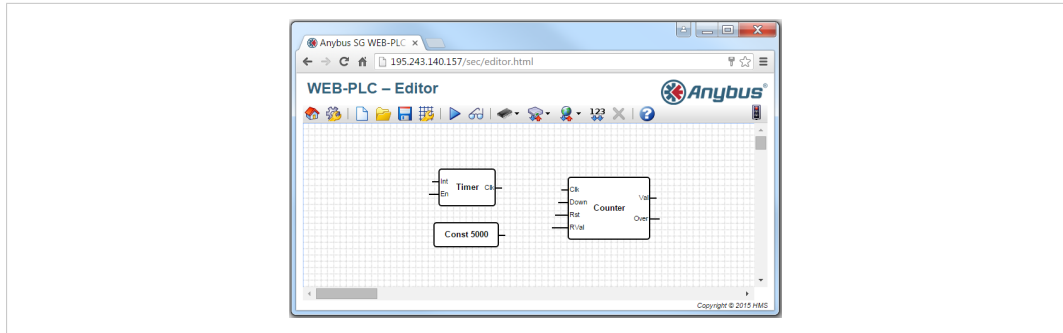 Anybus SG WEB-PLC
195.243.140.157/sec/editor.html
WEB-PLC – Editor
Anybus®
123
Int
Timer
Clk
En
Const 5000
Clk
Down
Rst
RVal
Counter
Val
Over
Copyright © 2015 HMS